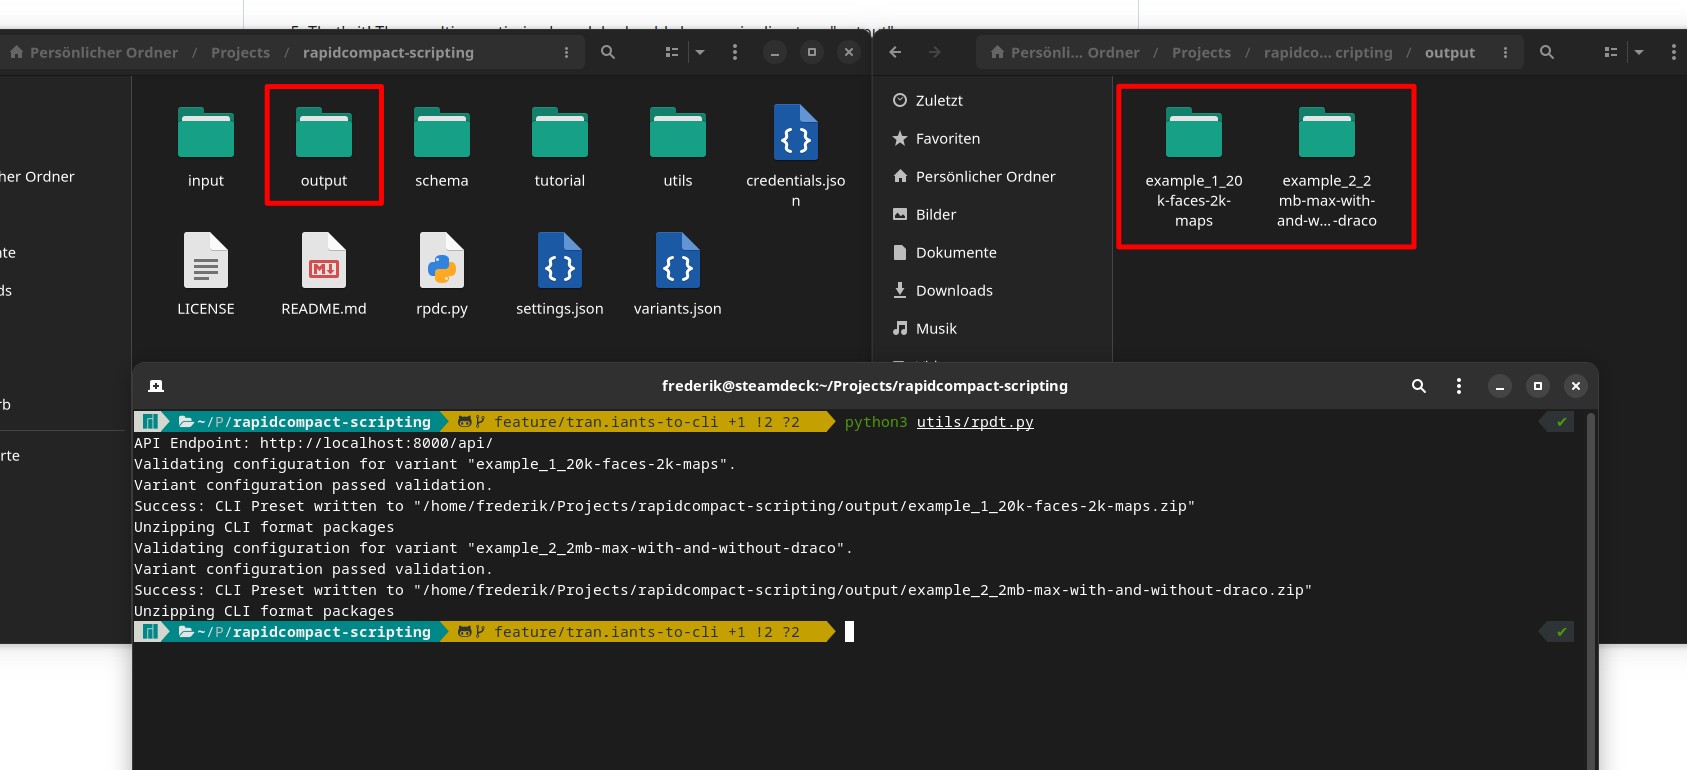 Persönlicher Ordner / Projects / rapidcompact-scripting
Persönli... Ordner / Projects / rapidco... cripting / output
her Ordner
nte
ds
rb
rte
input
output
schema
tutorial
utils
credentials.jso
n
LICENSE
README.md
rpdc.py
settings.json
variants.json
Zuletzt
Favoriten
Persönlicher Ordner
Bilder
Dokumente
Downloads
Musik
example_1_20
k-faces-2k-
maps
example_2_2
mb-max-with-
and-w... -draco
frederik@steamdeck:~/Projects/rapidcompact-scripting
~/P/rapidcompact-scripting feature/tran.iants-to-cli +1 !2 ?2 python3 utils/rpdt.py ✔
API Endpoint: http://localhost:8000/api/
Validating configuration for variant "example_1_20k-faces-2k-maps".
Variant configuration passed validation.
Success: CLI Preset written to "/home/frederik/Projects/rapidcompact-scripting/output/example_1_20k-faces-2k-maps.zip"
Unzipping CLI format packages
Validating configuration for variant "example_2_2mb-max-with-and-without-draco".
Variant configuration passed validation.
Success: CLI Preset written to "/home/frederik/Projects/rapidcompact-scripting/output/example_2_2mb-max-with-and-without-draco.zip"
Unzipping CLI format packages
~/P/rapidcompact-scripting feature/tran.iants-to-cli +1 !2 ?2 ✔